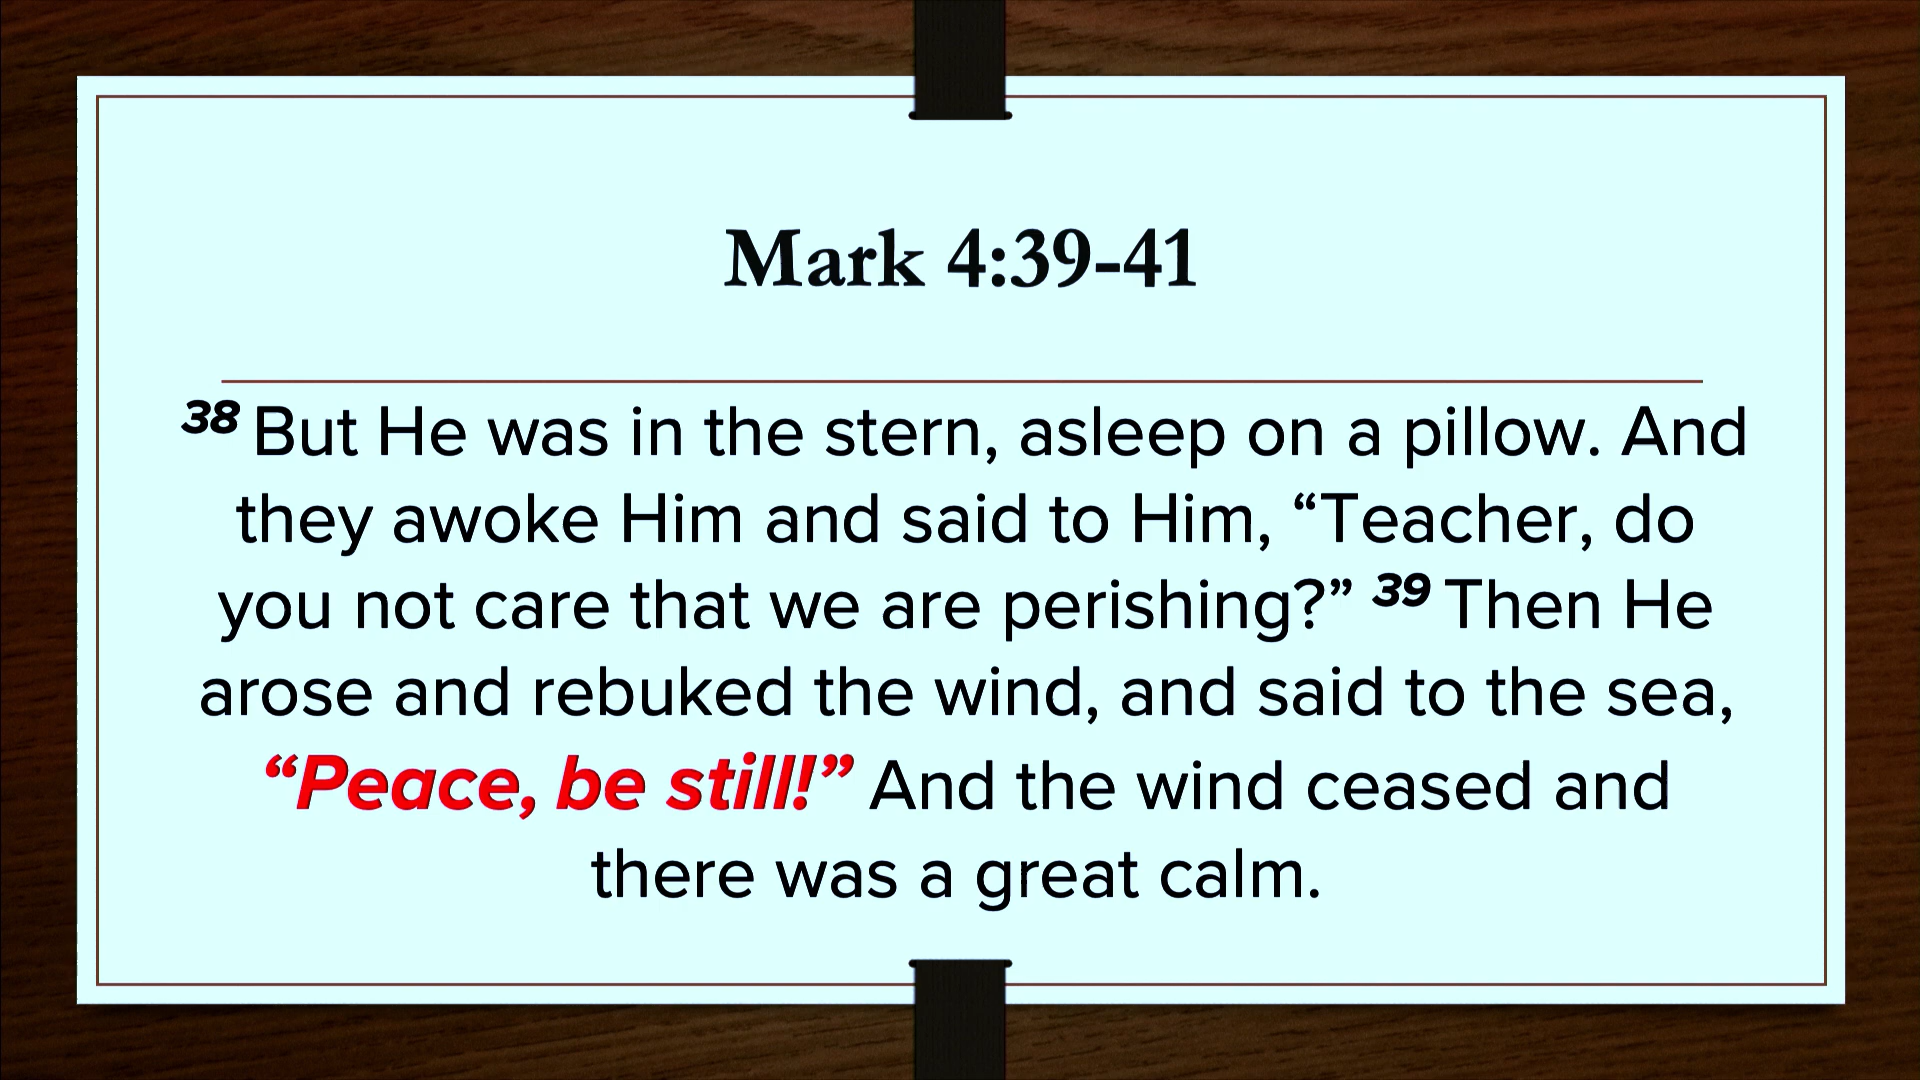 Mark 4:39-41
38 But He was in the stern, asleep on a pillow. And
they awoke Him and said to Him, “Teacher, do
you not care that we are perishing?” 39 Then He
arose and rebuked the wind, and said to the sea,
“Peace, be still!” And the wind ceased and
there was a great calm.